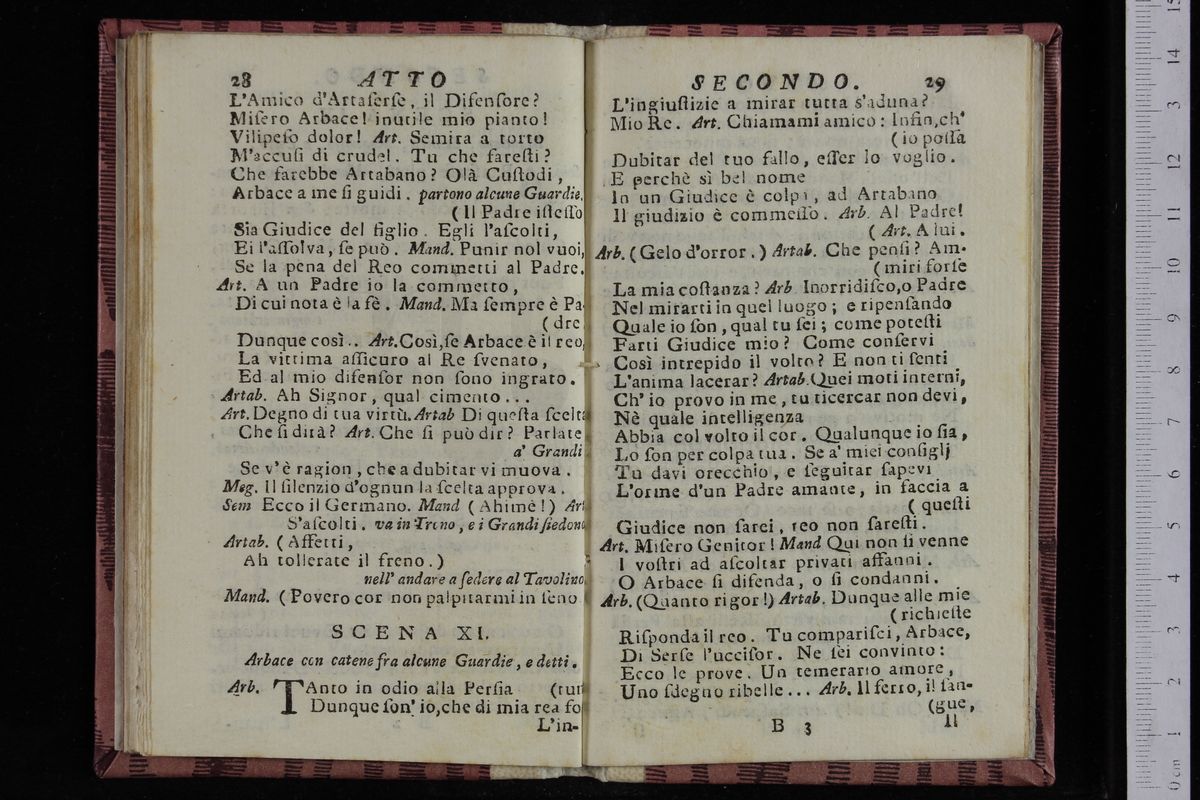 28 ATTO
L'Amico d'Artaſerſe, il Difenſore?
Miſero Arbace! inutile mio pianto!
Vilipeſo dolor! Art. Semira a torto
M'accuſi di crudel. Tu che fareſti?
Che farebbe Artabano? Olà Cuſtodi,
Arbace a me ſi guidi. partono alcune Guardie.
(Il Padre iſteſſo
Sia Giudice del figlio. Egli l'aſcolti,
Ei l'aſſolva, ſe può. Mand. Punir nol vuoi,
Se la pena del Reo commetti al Padre.
Art. A un Padre io la commetto,
Di cui nota è la fè. Mand. Ma ſempre è Pa-
(dre
Dunque così.. Art. Così, ſe Arbace è il reo,
La vittima aſſicuro al Re ſvenato,
Ed al mio difenſor non ſono ingrato.
Artab. Ah Signor, qual cimento...
Art. Degno di tua virtù. Artab Di queſta ſcelta
Che ſi dirà? Art. Che ſi può dir? Parlate
a' Grandi
Se v'è ragion, che a dubitar vi muova.
Meg. Il ſilenzio d'ognun la ſcelta approva.
Sem Ecco il Germano. Mand (Ahimè!) Art
S'aſcolti. va in Trono, e i Grandi ſiedono
Artab. (Affetti,
Ah tollerate il freno.)
nell' andare a ſedere al Tavolino
Mand. (Povero cor non palpitarmi in ſeno
SCENA XI.
Arbace con catene fra alcune Guardie, e detti.
Arb. TAnto in odio alla Perſia (tun
Dunque ſon' io, che di mia rea fo
L'in-
SECONDO. 29
L'ingiuſtizie a mirar tutta s'aduna?
Mio Re. Art. Chiamami amico: Infin, ch'
(io poſſa
Dubitar del tuo fallo, eſſer lo voglio.
E perchè sì bel nome
In un Giudice è colpa, ad Artabano
Il giudizio è commeſſo. Arb. Al Padre!
(Art. A lui.
Arb. (Gelo d'orror.) Artab. Che penſi? Am-
(miri forſe
La mia coſtanza? Arb Inorridiſco, o Padre
Nel mirarti in quel luogo; e ripenſando
Quale io ſon, qual tu ſei; come poteſti
Farti Giudice mio? Come conſervi
Così intrepido il volto? E non ti ſenti
L'anima lacerar? Artab. Quei moti interni,
Ch' io provo in me, tu ricercar non devi,
Nè quale intelligenza
Abbia col volto il cor. Qualunque io ſia,
Lo ſon per colpa tua. Se a' miei conſiglj
Tu davi orecchio, e ſeguitar ſapevi
L'orme d'un Padre amante, in faccia a
(queſti
Giudice non ſarei, reo non ſareſti.
Art. Miſero Genitor! Mand Qui non ſi venne
I voſtri ad aſcoltar privati affanni.
O Arbace ſi difenda, o ſi condanni.
Arb. (Quanto rigor!) Artab. Dunque alle mie
(richieſte
Riſponda il reo. Tu compariſci, Arbace,
Di Serſe l'ucciſor. Ne ſei convinto:
Ecco le prove. Un temerario amore,
Uno ſdegno ribelle... Arb. Il ferro, il ſan-
(gue,
B 3 Il